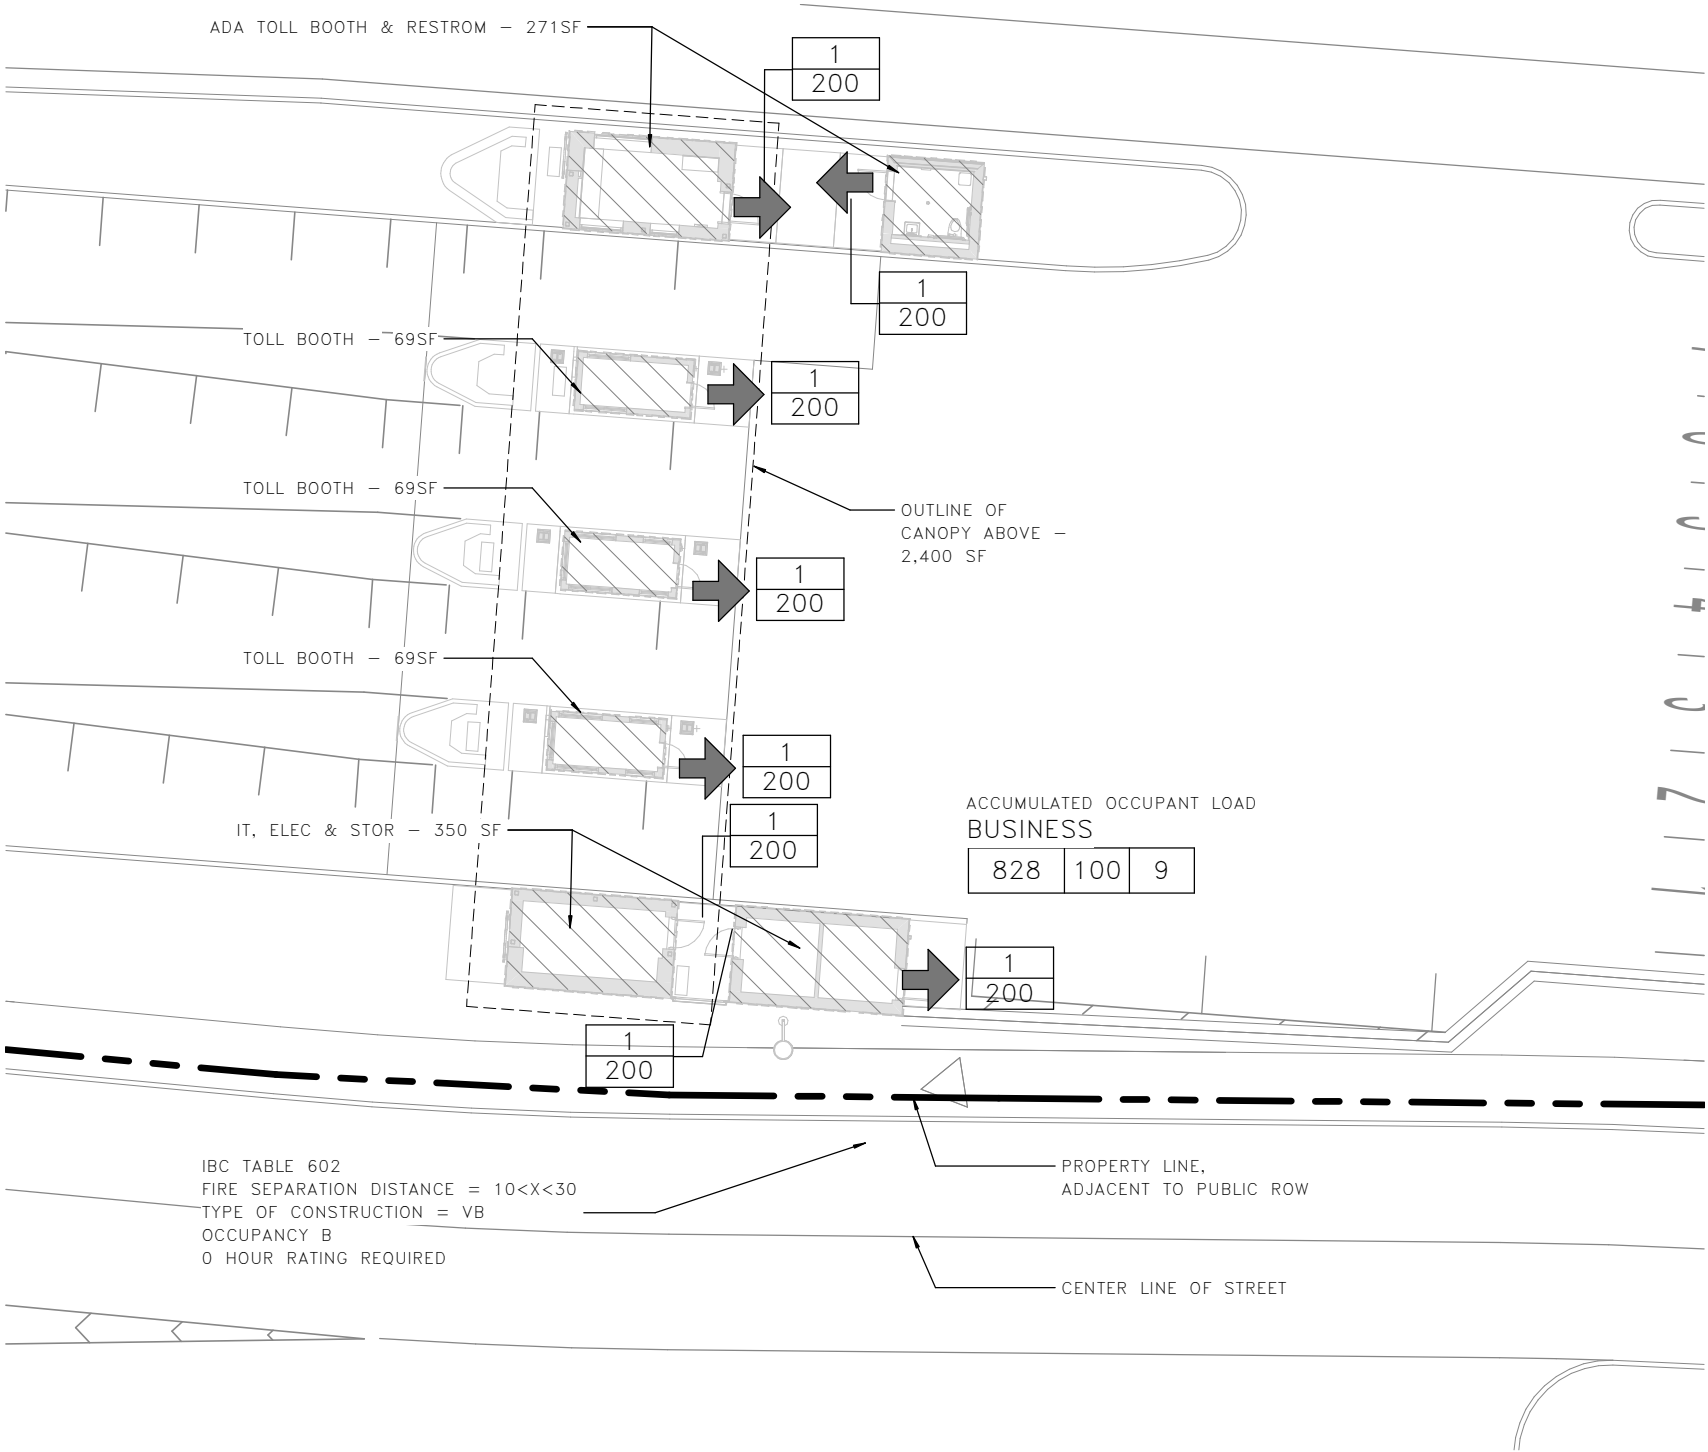 ADA TOLL BOOTH & RESTROM – 271SF
1
200
1
200
TOLL BOOTH – 69SF
1
200
TOLL BOOTH – 69SF
OUTLINE OF
CANOPY ABOVE –
2,400 SF
1
200
TOLL BOOTH – 69SF
1
200
IT, ELEC & STOR – 350 SF
1
200
ACCUMULATED OCCUPANT LOAD
BUSINESS
828 100 9
1
200
1
200
IBC TABLE 602
FIRE SEPARATION DISTANCE = 10<X<30
TYPE OF CONSTRUCTION = VB
OCCUPANCY B
0 HOUR RATING REQUIRED
PROPERTY LINE,
ADJACENT TO PUBLIC ROW
CENTER LINE OF STREET